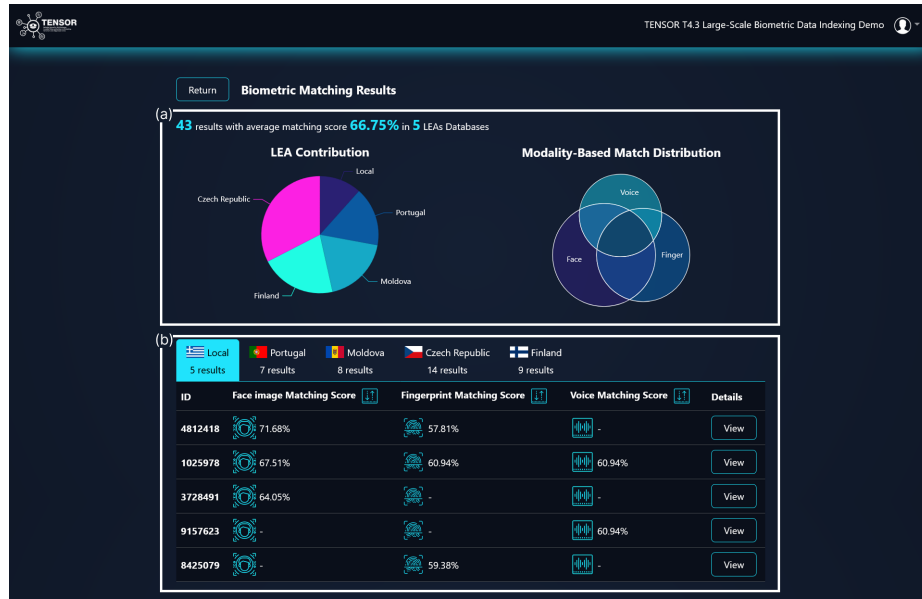 TENSOR
TENSOR T4.3 Large-Scale Biometric Data Indexing Demo
Return
Biometric Matching Results
(a)
43 results with average matching score 66.75% in 5 LEAs Databases
LEA Contribution
Modality-Based Match Distribution
Local
Czech Republic
Portugal
Moldova
Finland
Voice
Face
Finger
(b)
Local Portugal Moldova Czech Republic Finland
5 results 7 results 8 results 14 results 9 results
ID Face image Matching Score Fingerprint Matching Score Voice Matching Score Details
4812418 71.68% 57.81% - View
1025978 67.51% 60.94% 60.94% View
3728491 64.05% - - View
9157623 - - 60.94% View
8425079 - 59.38% - View